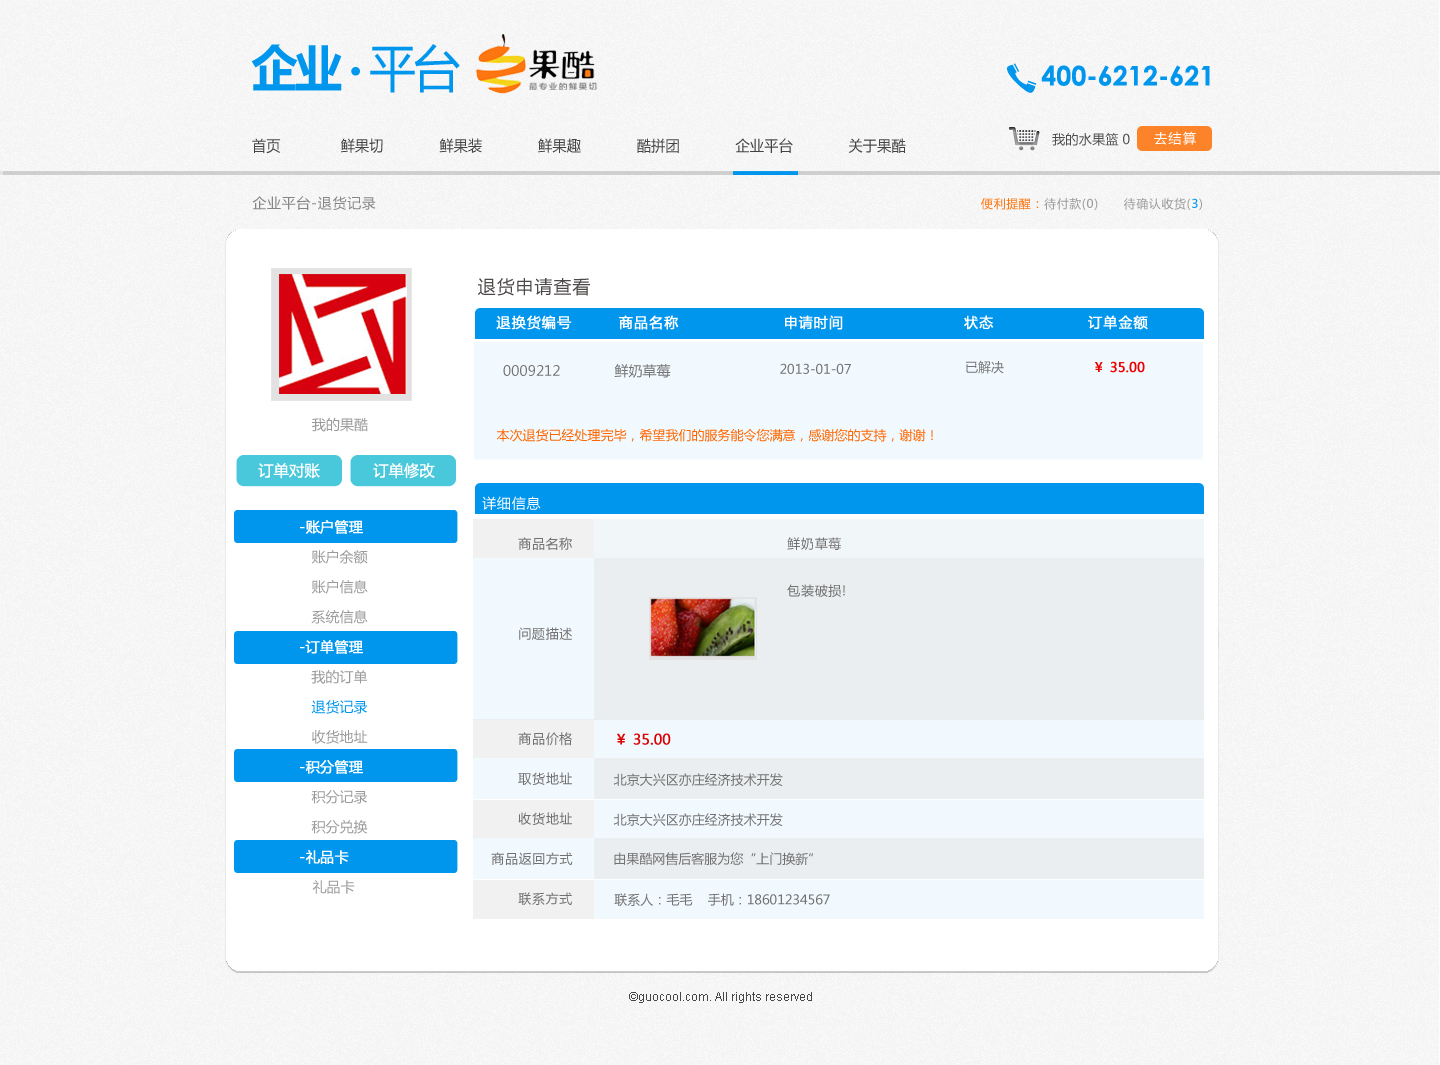 企业·平台 果酷
最专业的鲜果切
400-6212-621
首页 鲜果切 鲜果装 鲜果趣 酷拼团 企业平台 关于果酷
我的水果篮 0 去结算
企业平台-退货记录
便利提醒：待付款(0) 待确认收货(3)
我的果酷
订单对账 订单修改
-账户管理
账户余额
账户信息
系统信息
-订单管理
我的订单
退货记录
收货地址
-积分管理
积分记录
积分兑换
-礼品卡
礼品卡
退货申请查看
退换货编号 商品名称 申请时间 状态 订单金额
0009212 鲜奶草莓 2013-01-07 已解决 ¥ 35.00
本次退货已经处理完毕，希望我们的服务能令您满意，感谢您的支持，谢谢！
详细信息
商品名称 鲜奶草莓
问题描述 包装破损!
商品价格 ¥ 35.00
取货地址 北京大兴区亦庄经济技术开发
收货地址 北京大兴区亦庄经济技术开发
商品返回方式 由果酷网售后客服为您“上门换新”
联系方式 联系人：毛毛 手机：18601234567
©guocool.com. All rights reserved